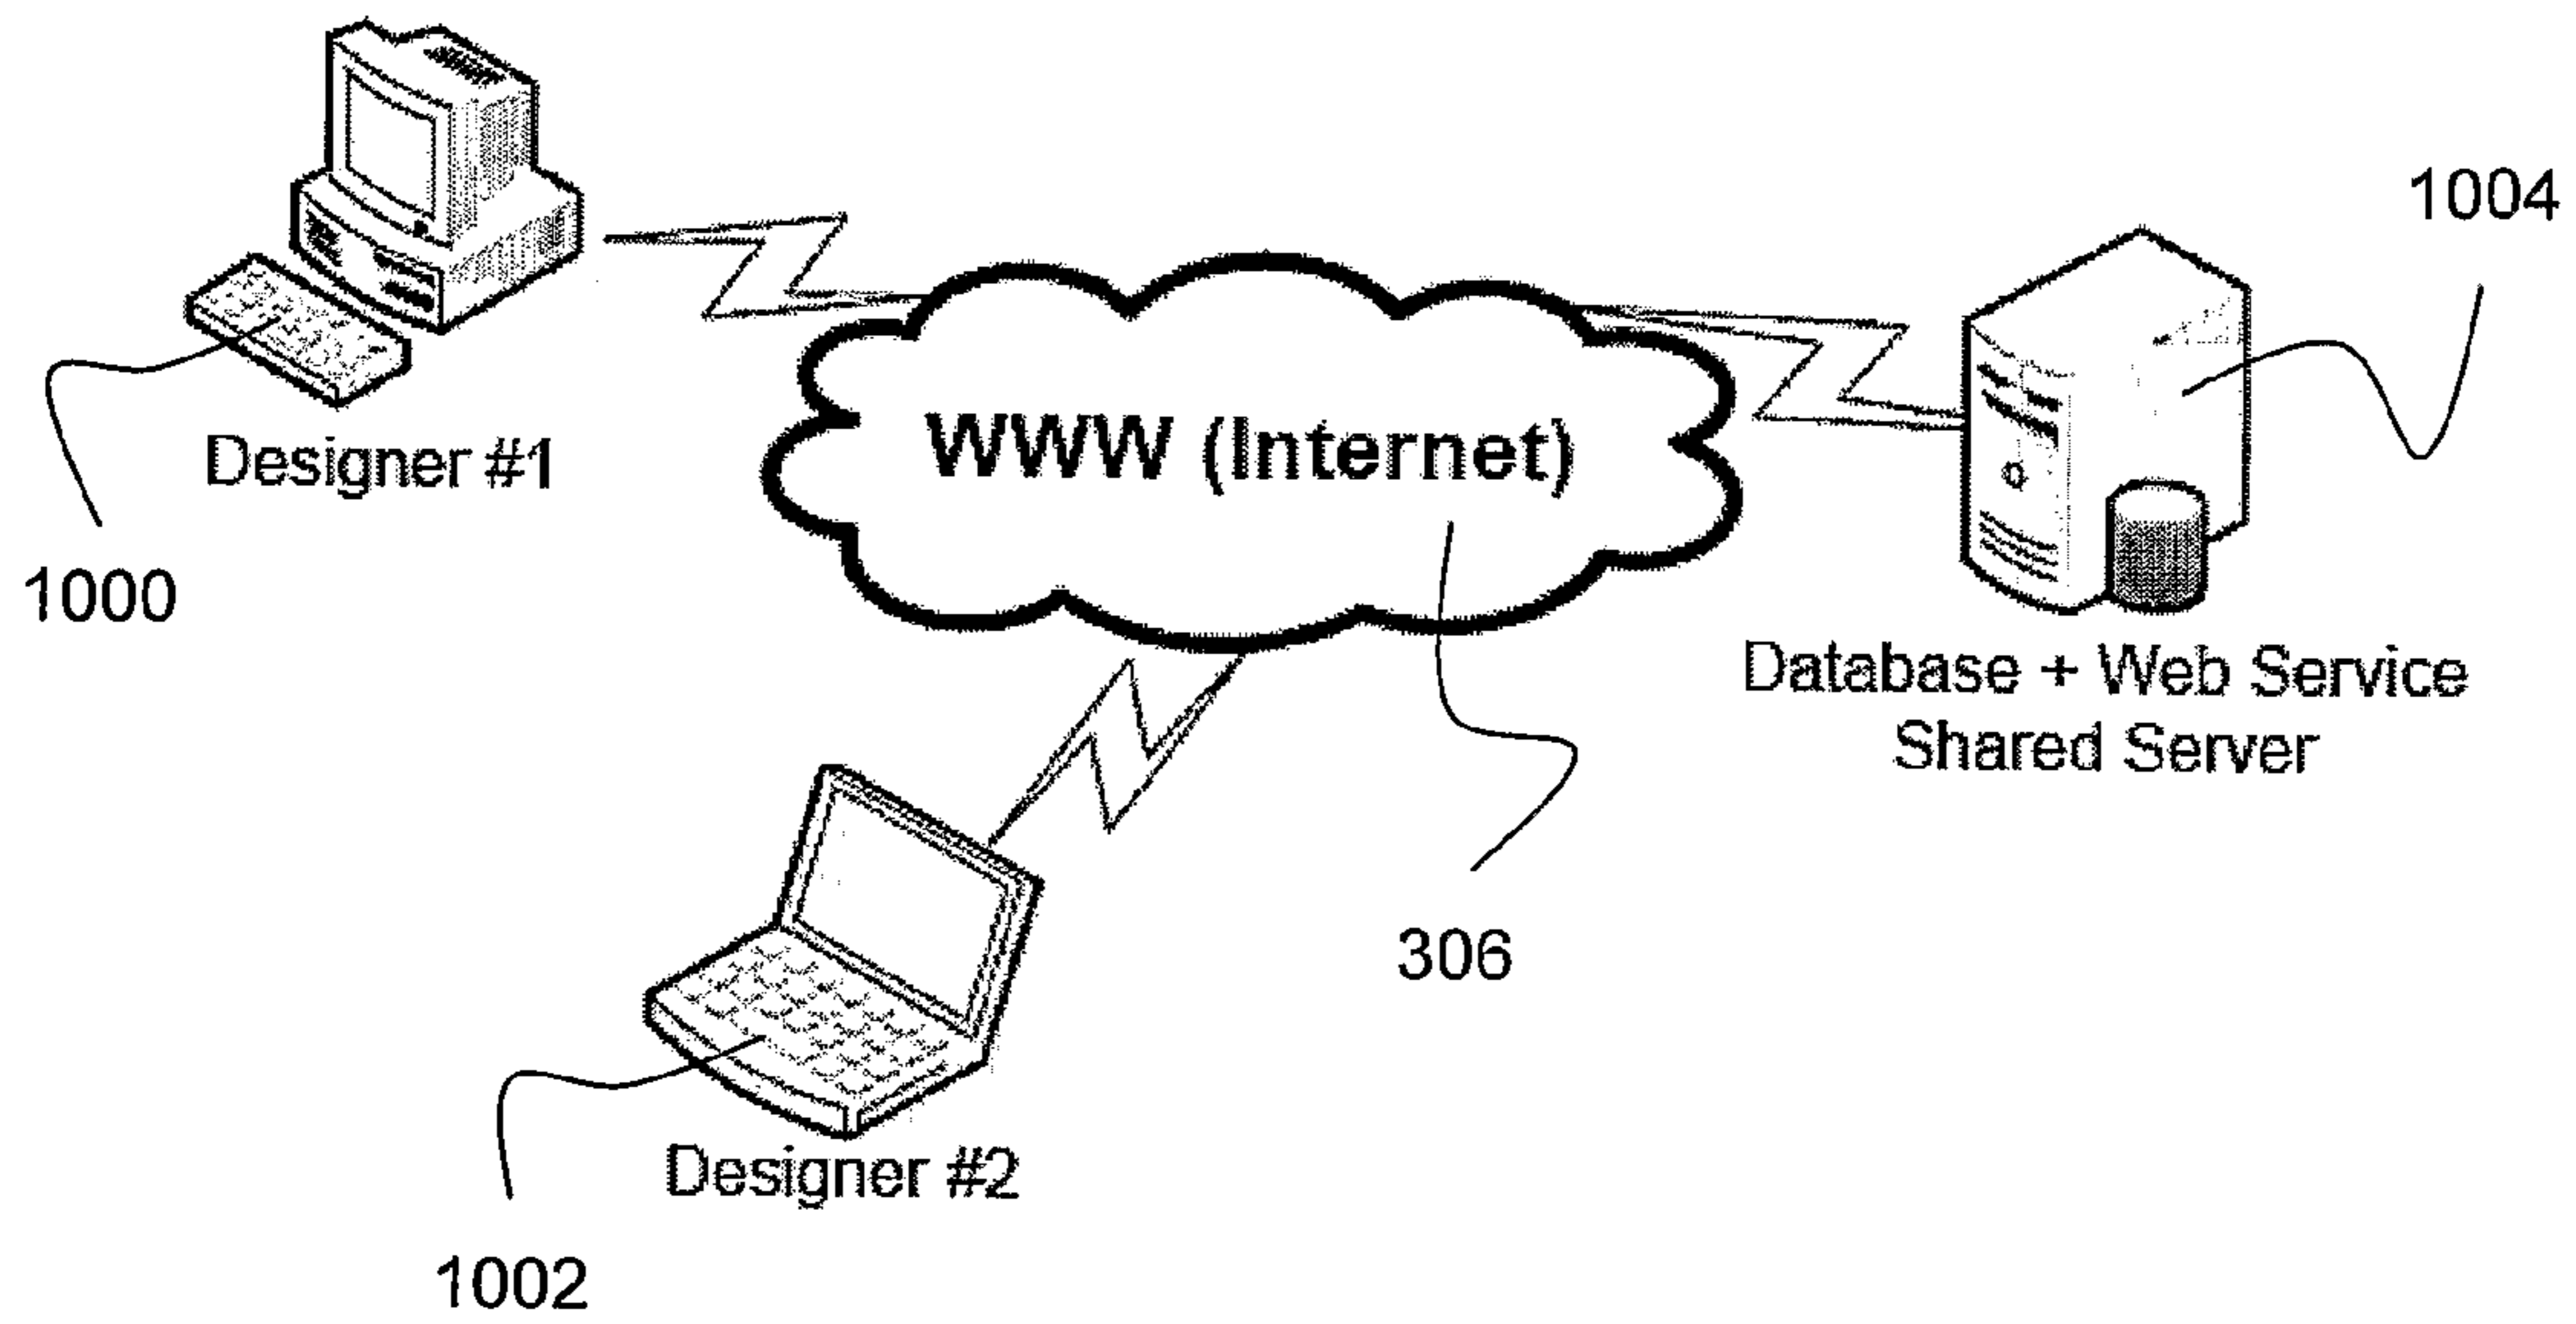 1004
WWW (Internet)
Designer #1
1000
Database + Web Service
Shared Server
306
Designer #2
1002